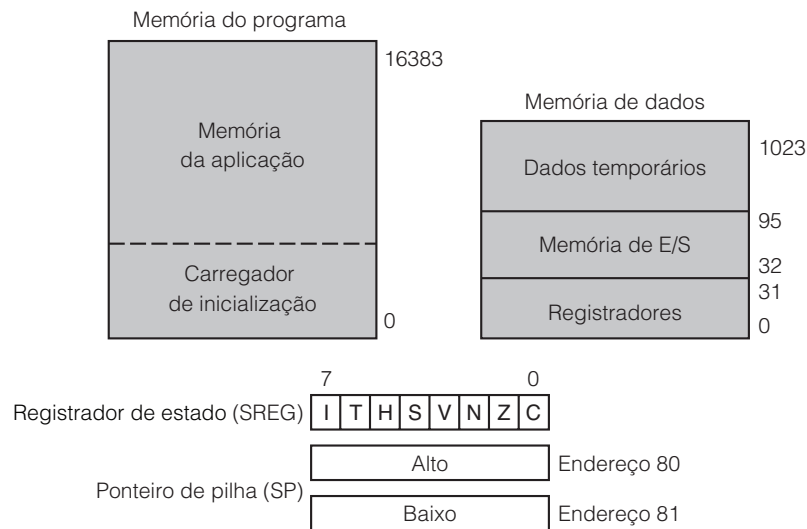 Memória do programa
16383
Memória
da aplicação
Carregador
de inicialização
0
Memória de dados
1023
Dados temporários
95
Memória de E/S
32
31
Registradores
0
7 0
Registrador de estado (SREG) I T H S V N Z C
Alto Endereço 80
Ponteiro de pilha (SP)
Baixo Endereço 81